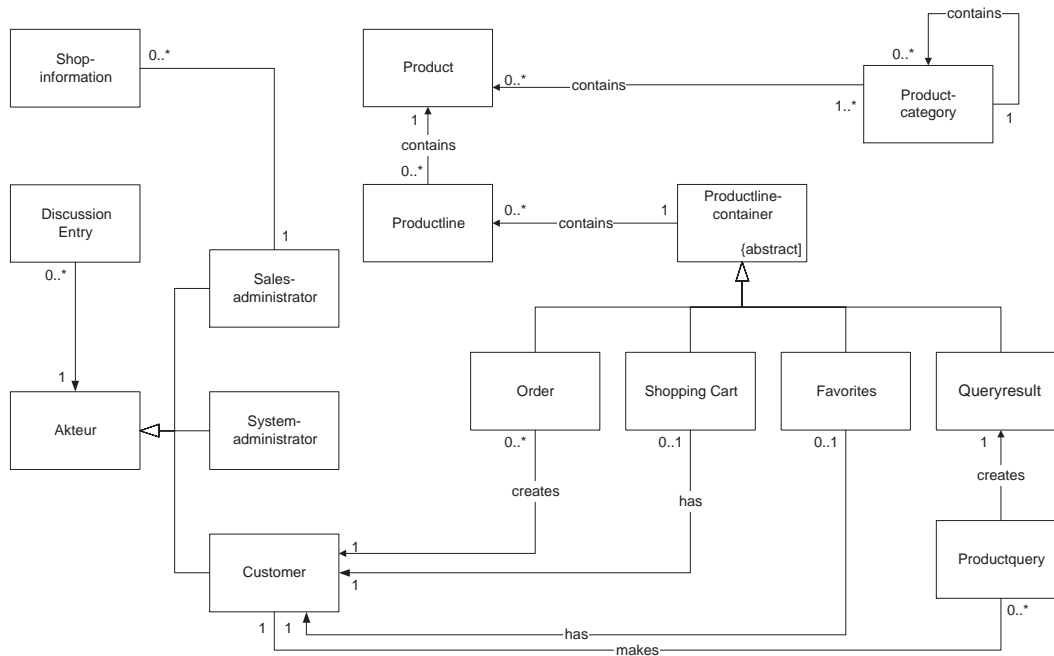 contains
Shop-
information
0..*
Product
0..*
contains
0..*
1..*
Product-
category
1
1
contains
0..*
Discussion
Entry
0..*
Productline
0..*
contains
1
Productline-
container
{abstract]
1
Sales-
administrator
1
Akteur
System-
administrator
Order
0..*
Shopping Cart
0..1
Favorites
0..1
Queryresult
1
creates
has
creates
1
1
Customer
Productquery
0..*
1
1
has
makes